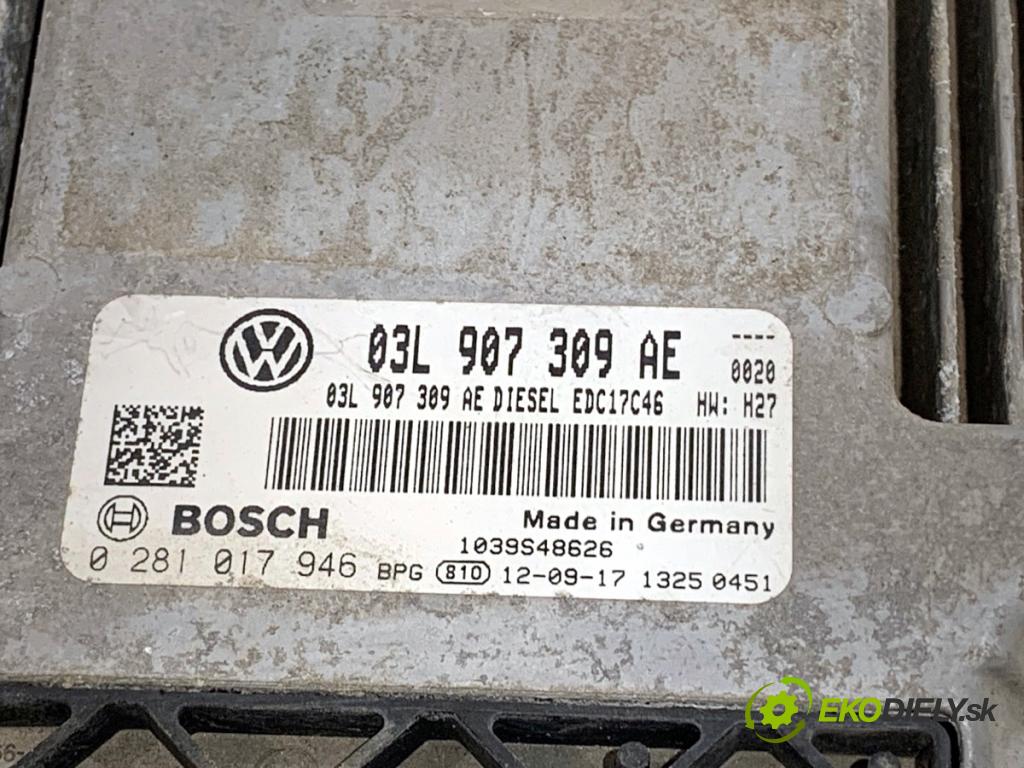 03L 907 309 AE ----
0020
03L 907 309 AE DIESEL EDC17C46 HW: H27
BOSCH
Made in Germany
1039S48626
0 281 017 946 BPG 810 12-09-17 1325 0451
EKODIELY.sk